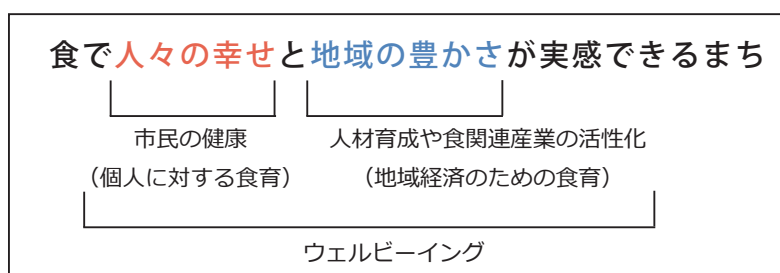 食で人々の幸せと地域の豊かさが実感できるまち
市民の健康 人材育成や食関連産業の活性化
（個人に対する食育） （地域経済のための食育）
ウェルビーイング